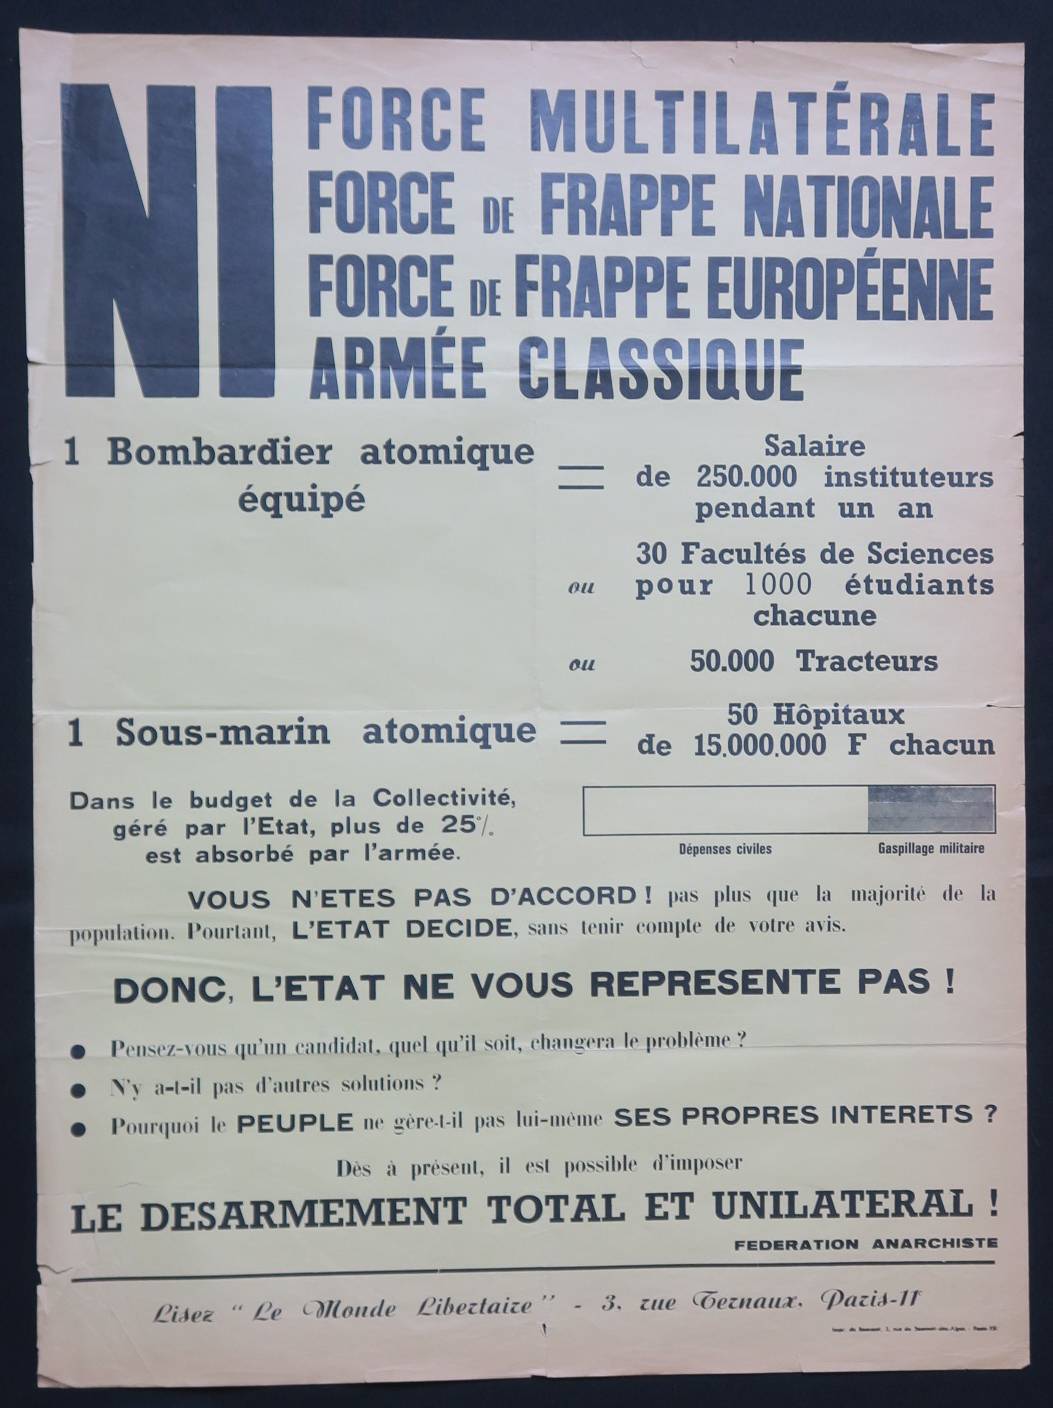 NI
FORCE MULTILATÉRALE
FORCE DE FRAPPE NATIONALE
FORCE DE FRAPPE EUROPÉENNE
ARMÉE CLASSIQUE
1 Bombardier atomique
équipé
=
Salaire
de 250.000 instituteurs
pendant un an
ou
30 Facultés de Sciences
pour 1000 étudiants
chacune
ou
50.000 Tracteurs
1 Sous-marin atomique
=
50 Hôpitaux
de 15.000.000 F chacun
Dans le budget de la Collectivité,
géré par l'Etat, plus de 25%
est absorbé par l'armée.
Dépenses civiles
Gaspillage militaire
VOUS N'ETES PAS D'ACCORD ! pas plus que la majorité de la
population. Pourtant, L'ETAT DECIDE, sans tenir compte de votre avis.
DONC, L'ETAT NE VOUS REPRESENTE PAS !
● Pensez-vous qu'un candidat, quel qu'il soit, changera le problème ?
● N'y a-t-il pas d'autres solutions ?
● Pourquoi le PEUPLE ne gère-t-il pas lui-même SES PROPRES INTERETS ?
Dès à présent, il est possible d'imposer
LE DESARMEMENT TOTAL ET UNILATERAL !
FEDERATION ANARCHISTE
Lisez "Le Monde Libertaire" - 3, rue Ternaux, Paris-11e